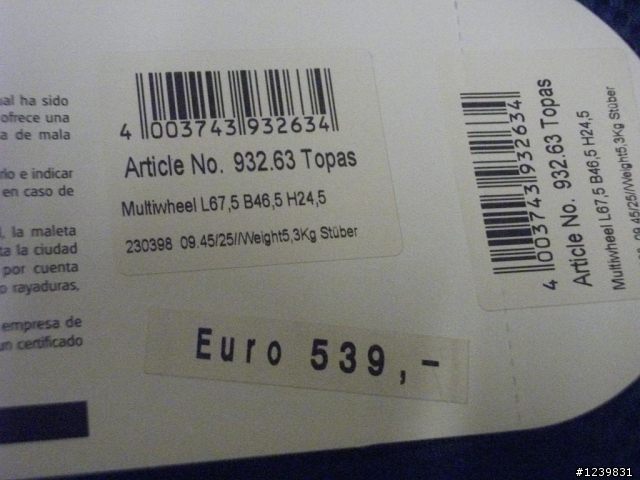 al ha sido
ofrece una
a de mala
río e indicar
en caso de
l, la maleta
ta la ciudad
por cuenta
o rayaduras,
empresa de
un certificado
4 003743 932634
Article No. 932.63 Topas
Multiwheel L67,5 B46,5 H24,5
230398 09.45/25//Weight5,3Kg Stüber
Euro 539,-
4 003743 932634
Article No. 932.63 Topas
Multiwheel L67,5 B46,5 H24,5
09.45/25//Weight5,3Kg Stüber
#1239831